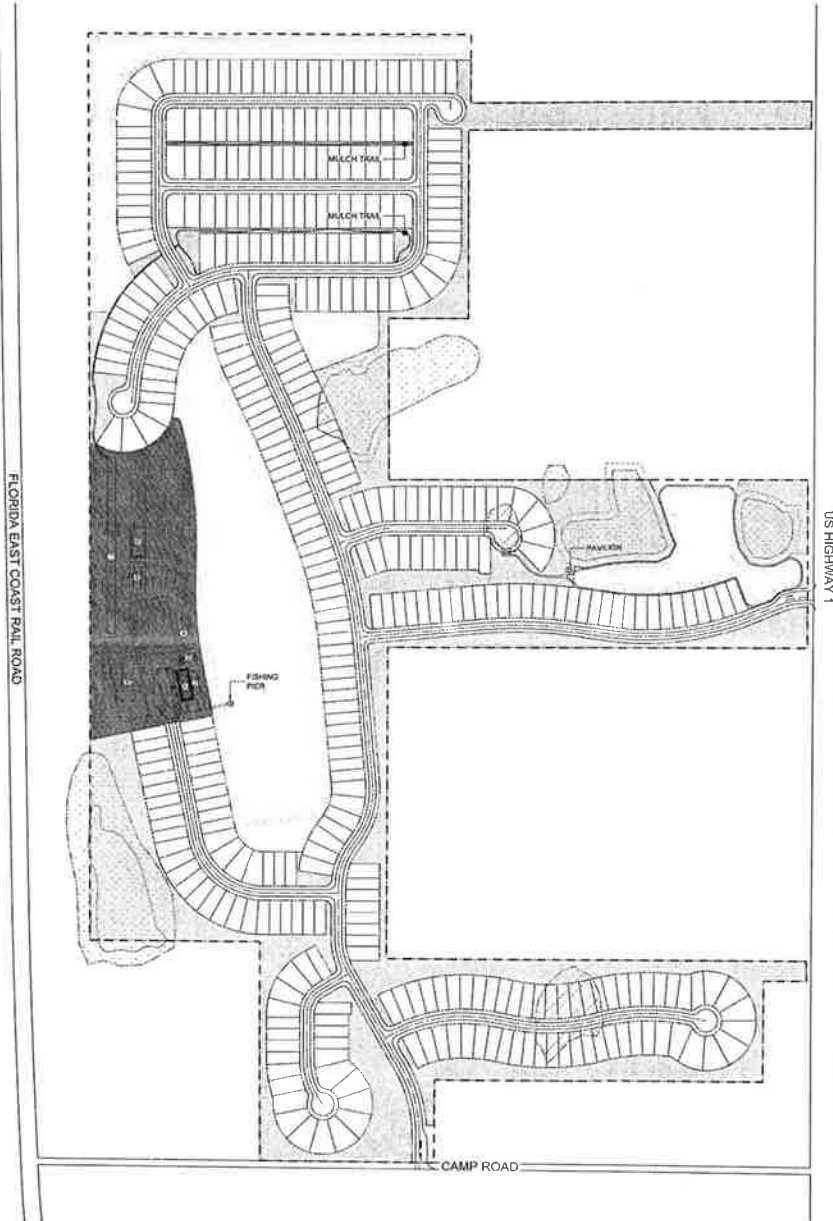 MULCH TRAIL
MULCH TRAIL
FLORIDA EAST COAST RAIL ROAD
US HIGHWAY 1
PAVILION
FISHING
PIER
CAMP ROAD